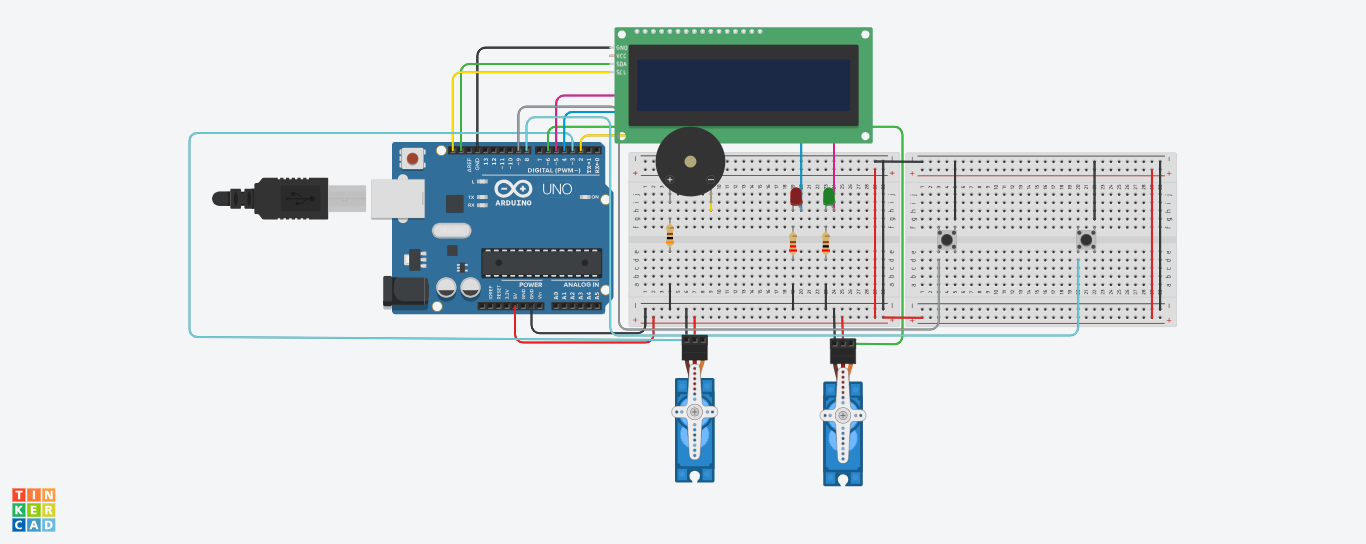 GND
VCC
SDA
SCL
AREF
GND
13
12
~11
~10
~9
8
7
~6
~5
4
~3
2
TX→1
RX←0
DIGITAL (PWM~)
L
TX
RX
ARDUINO
UNO
ON
POWER
ANALOG IN
IOREF
RESET
3.3V
5V
GND
GND
Vin
A0
A1
A2
A3
A4
A5
TIN
KER
CAD